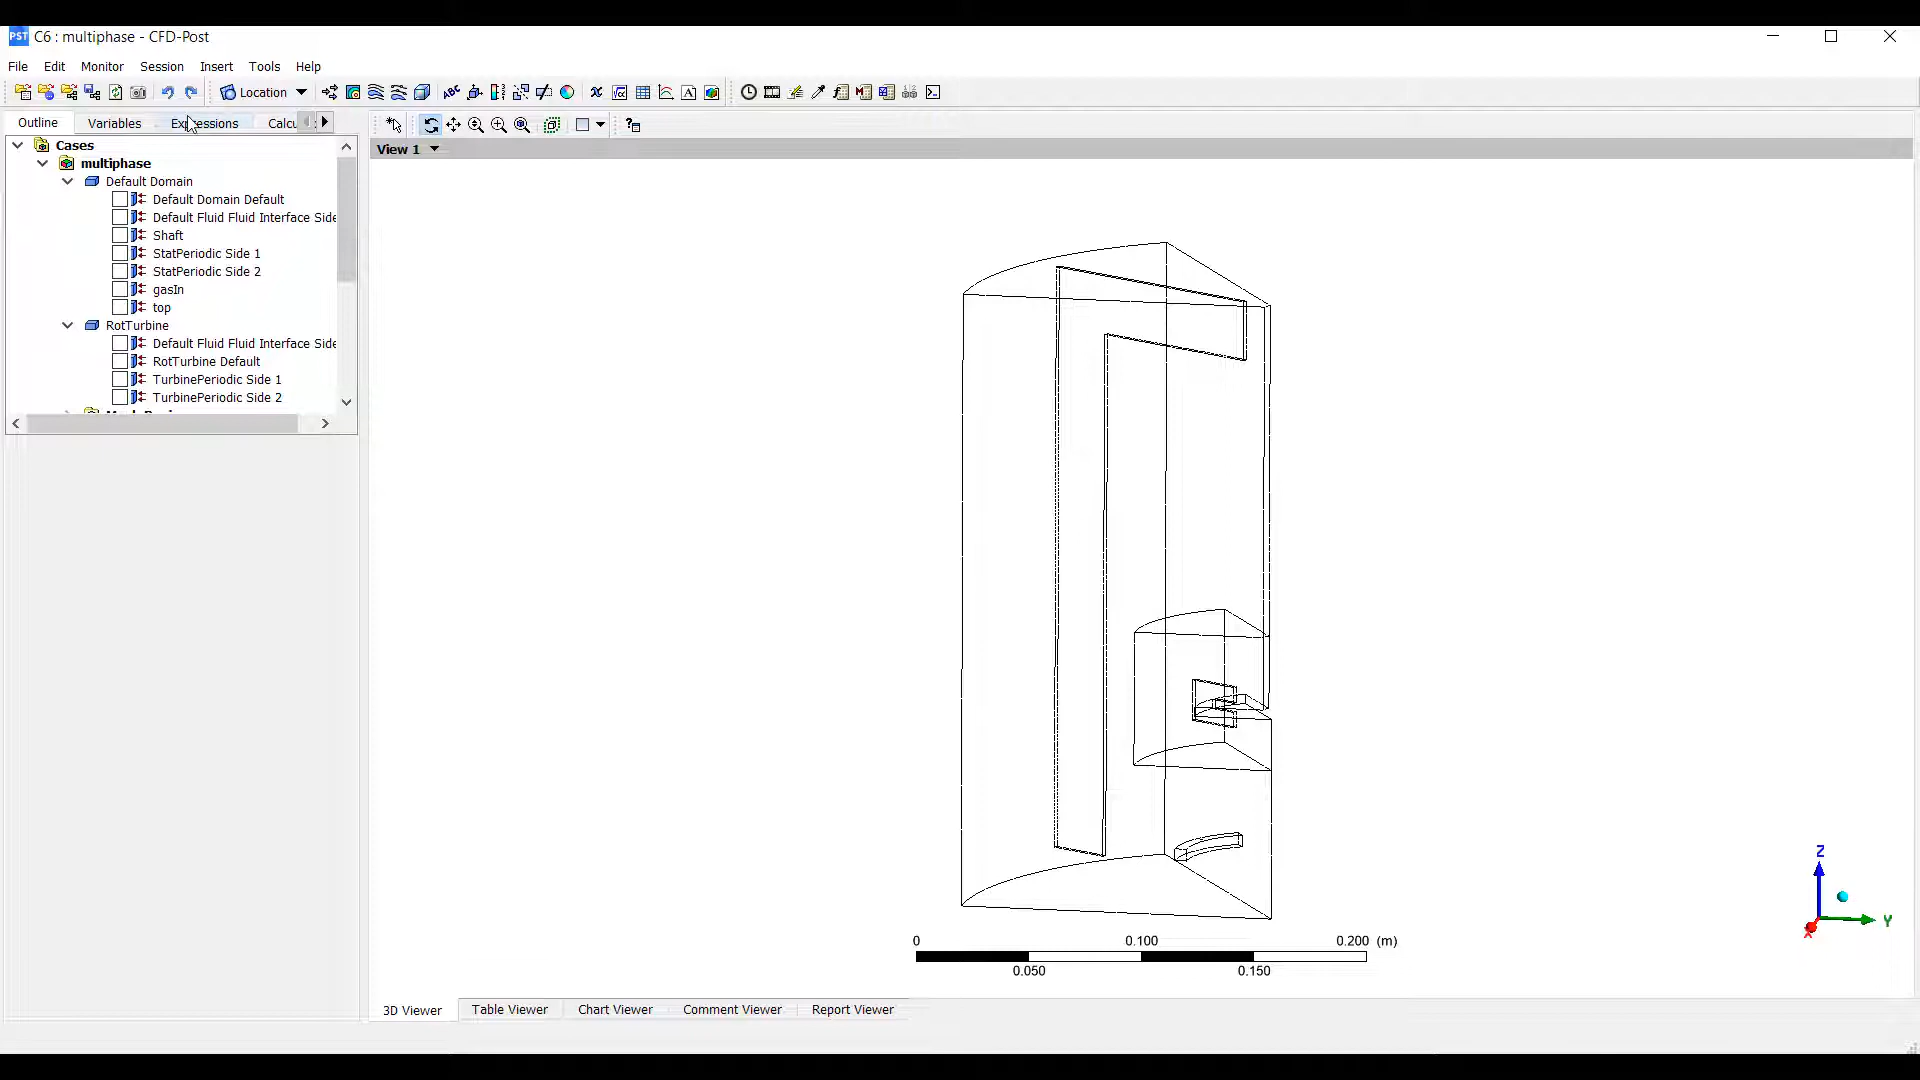 PST C6 : multiphase - CFD-Post
File Edit Monitor Session Insert Tools Help
Location
Outline Variables Expressions Calcu
View 1
Cases
multiphase
Default Domain
Default Domain Default
Default Fluid Fluid Interface Side
Shaft
StatPeriodic Side 1
StatPeriodic Side 2
gasIn
top
RotTurbine
Default Fluid Fluid Interface Side
RotTurbine Default
TurbinePeriodic Side 1
TurbinePeriodic Side 2
Z
Y
X
0 0.100 0.200 (m)
0.050 0.150
3D Viewer Table Viewer Chart Viewer Comment Viewer Report Viewer